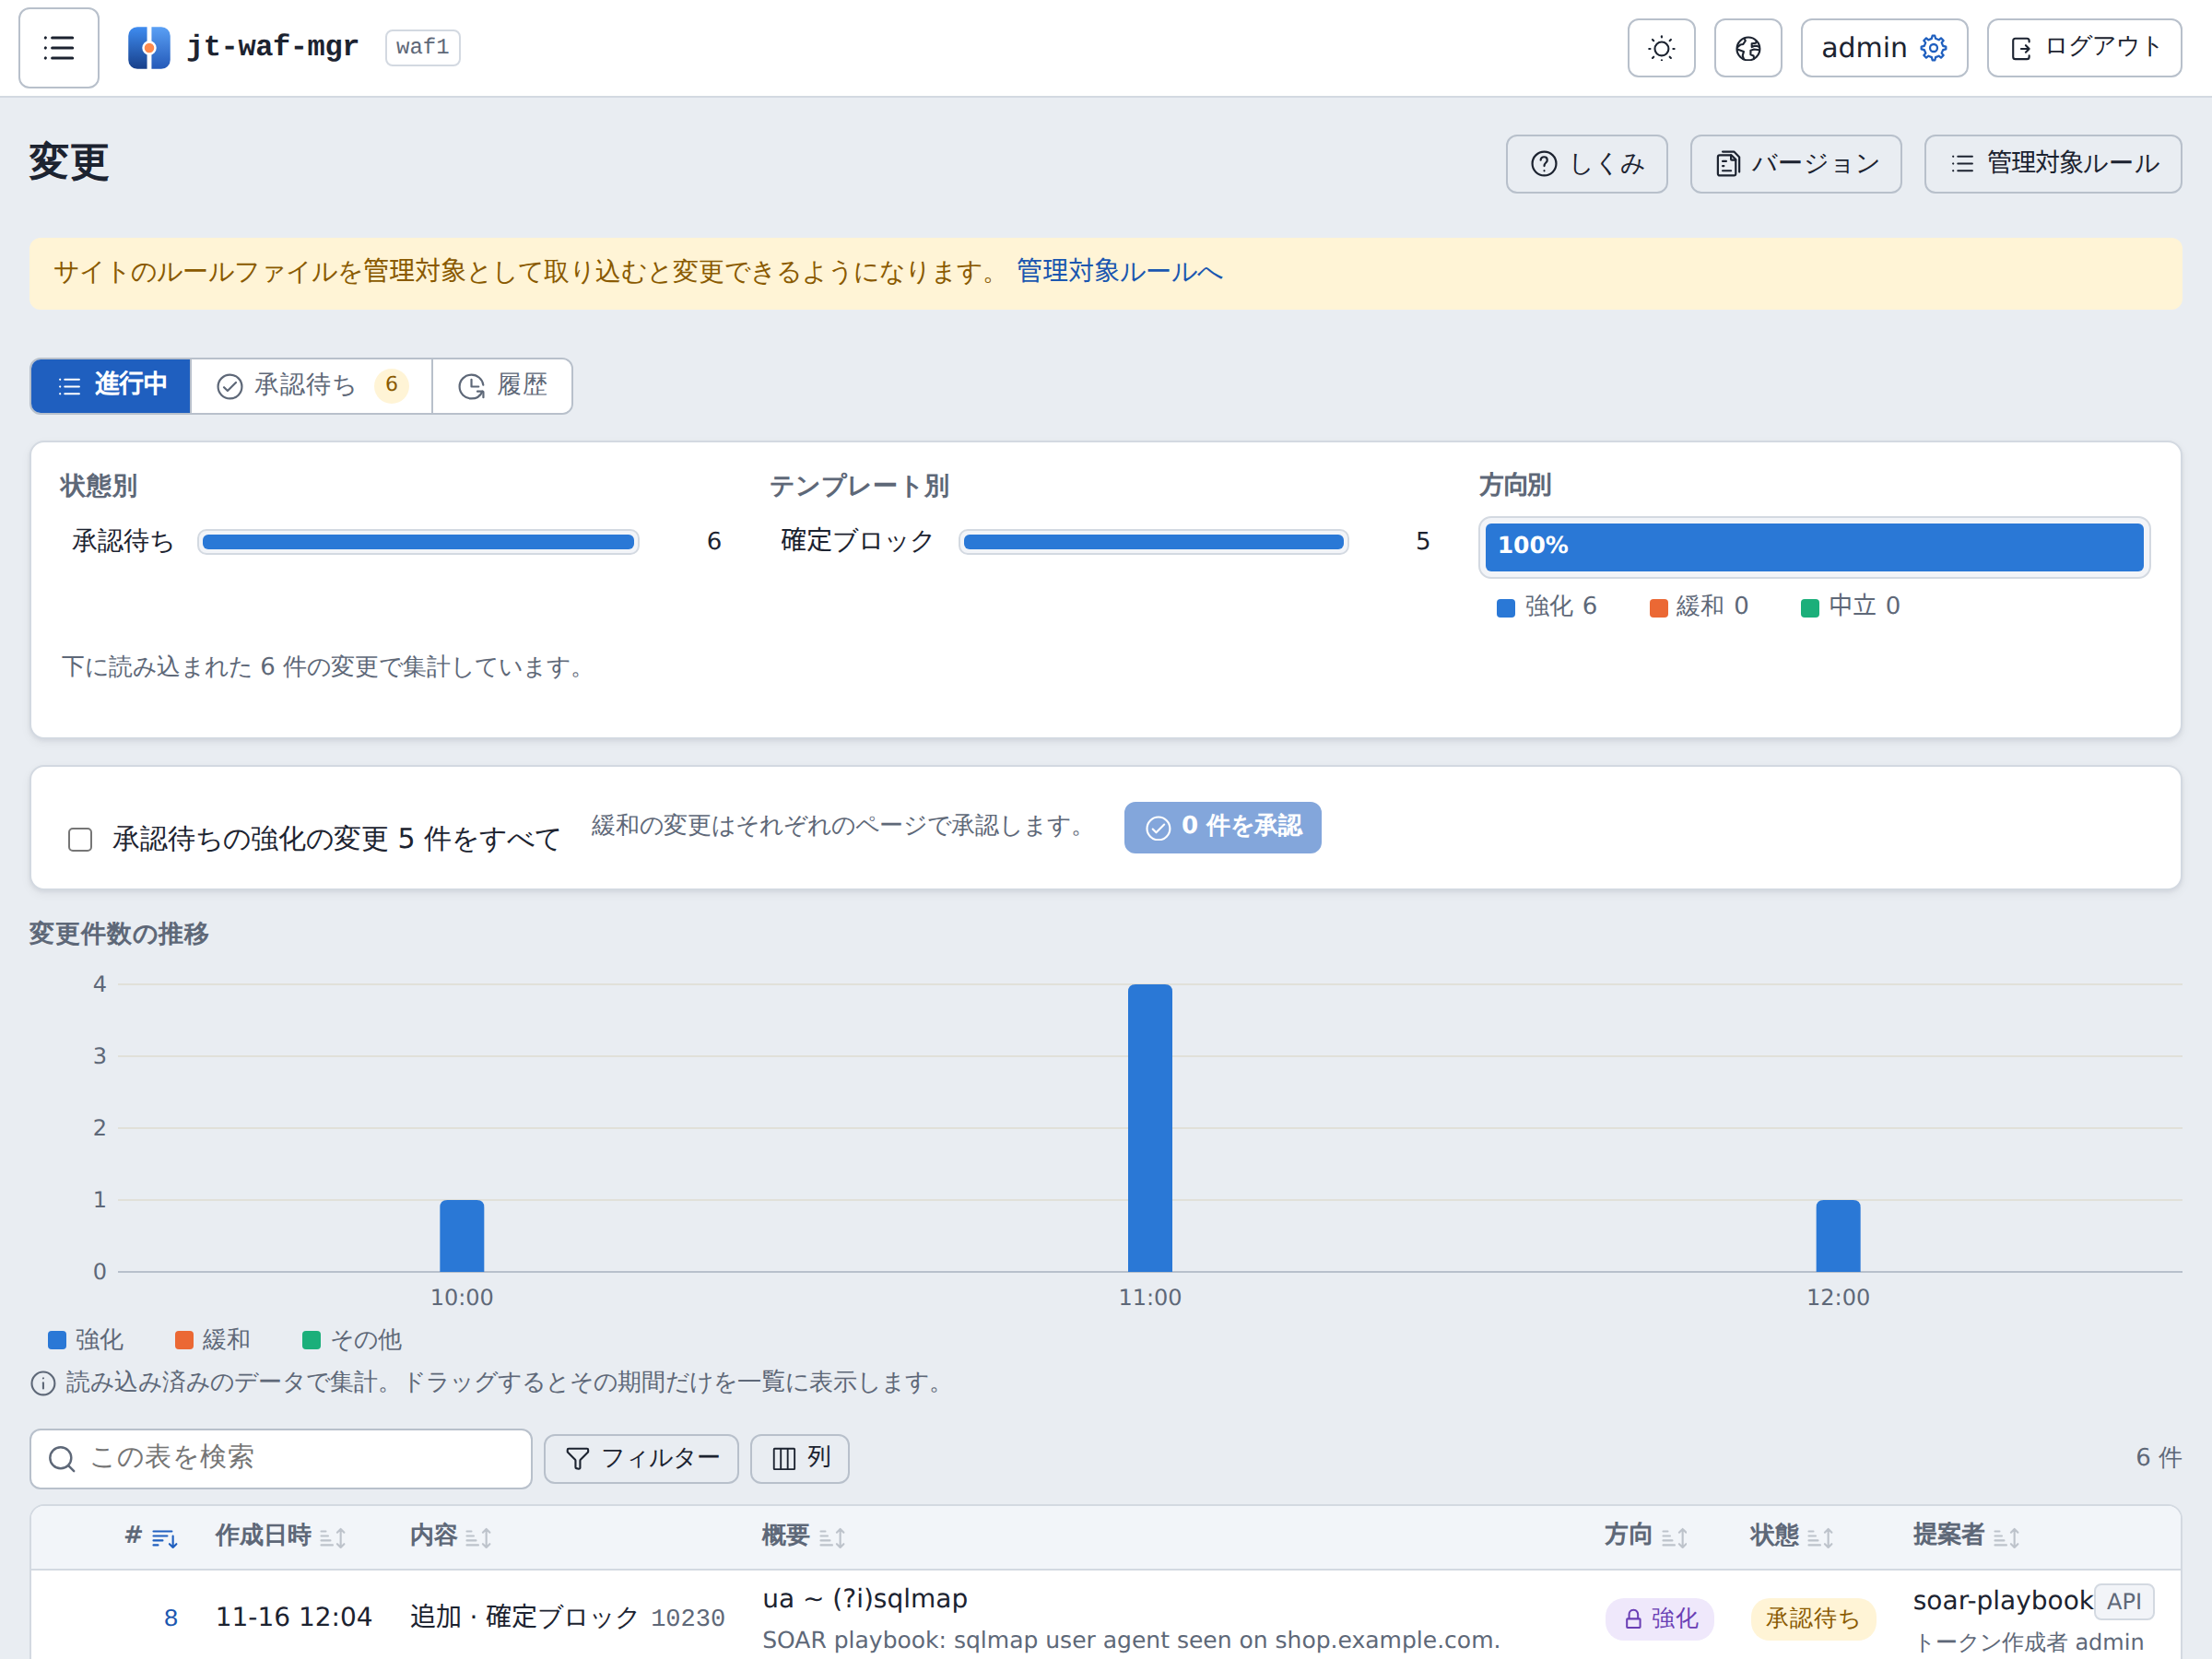 jt-waf-mgr waf1 admin ログアウト
変更 しくみ バージョン 管理対象ルール
サイトのルールファイルを管理対象として取り込むと変更できるようになります。 管理対象ルールへ
進行中 承認待ち 6 履歴
状態別 テンプレート別 方向別
承認待ち 6 確定ブロック 5 100%
強化 6 緩和 0 中立 0
下に読み込まれた 6 件の変更で集計しています。
承認待ちの強化の変更 5 件をすべて 緩和の変更はそれぞれのページで承認します。 0 件を承認
変更件数の推移
4
3
2
1
0
10:00 11:00 12:00
強化 緩和 その他
読み込み済みのデータで集計。ドラッグするとその期間だけを一覧に表示します。
この表を検索 フィルター 列 6 件
# 作成日時 内容 概要 方向 状態 提案者
8 11-16 12:04 追加 · 確定ブロック 10230 ua ~ (?i)sqlmap 強化 承認待ち soar-playbook API
SOAR playbook: sqlmap user agent seen on shop.example.com. トークン作成者 admin